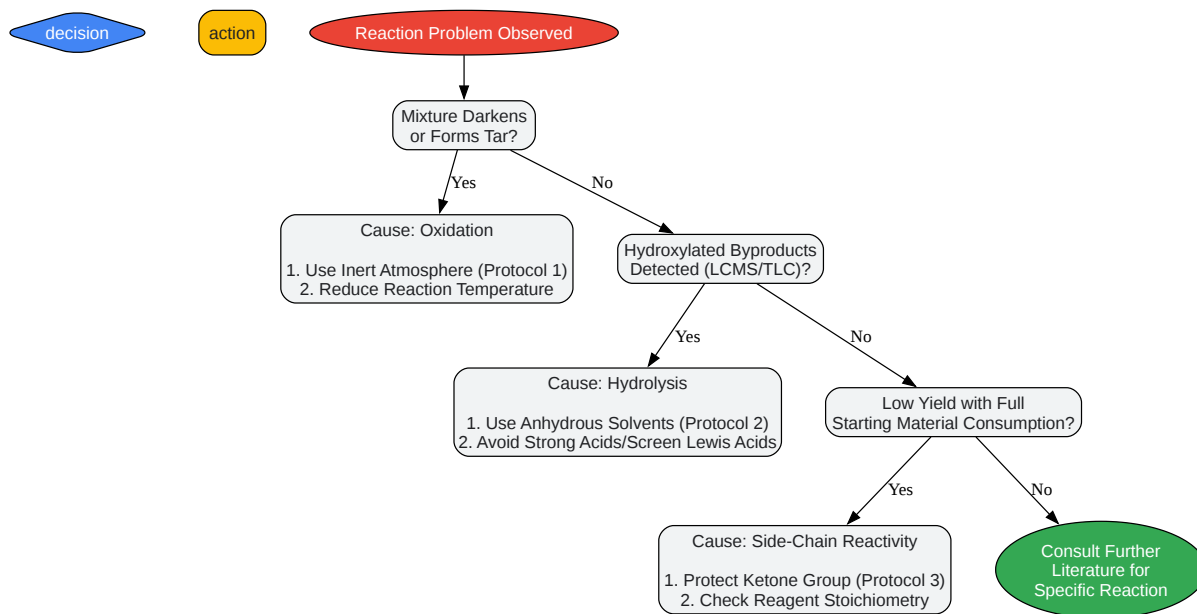 decision
action
Reaction Problem Observed
Mixture Darkens
or Forms Tar?
Yes
No
Cause: Oxidation
1. Use Inert Atmosphere (Protocol 1)
2. Reduce Reaction Temperature
Hydroxylated Byproducts
Detected (LCMS/TLC)?
Yes
No
Cause: Hydrolysis
1. Use Anhydrous Solvents (Protocol 2)
2. Avoid Strong Acids/Screen Lewis Acids
Low Yield with Full
Starting Material Consumption?
Yes
No
Cause: Side-Chain Reactivity
1. Protect Ketone Group (Protocol 3)
2. Check Reagent Stoichiometry
Consult Further
Literature for
Specific Reaction